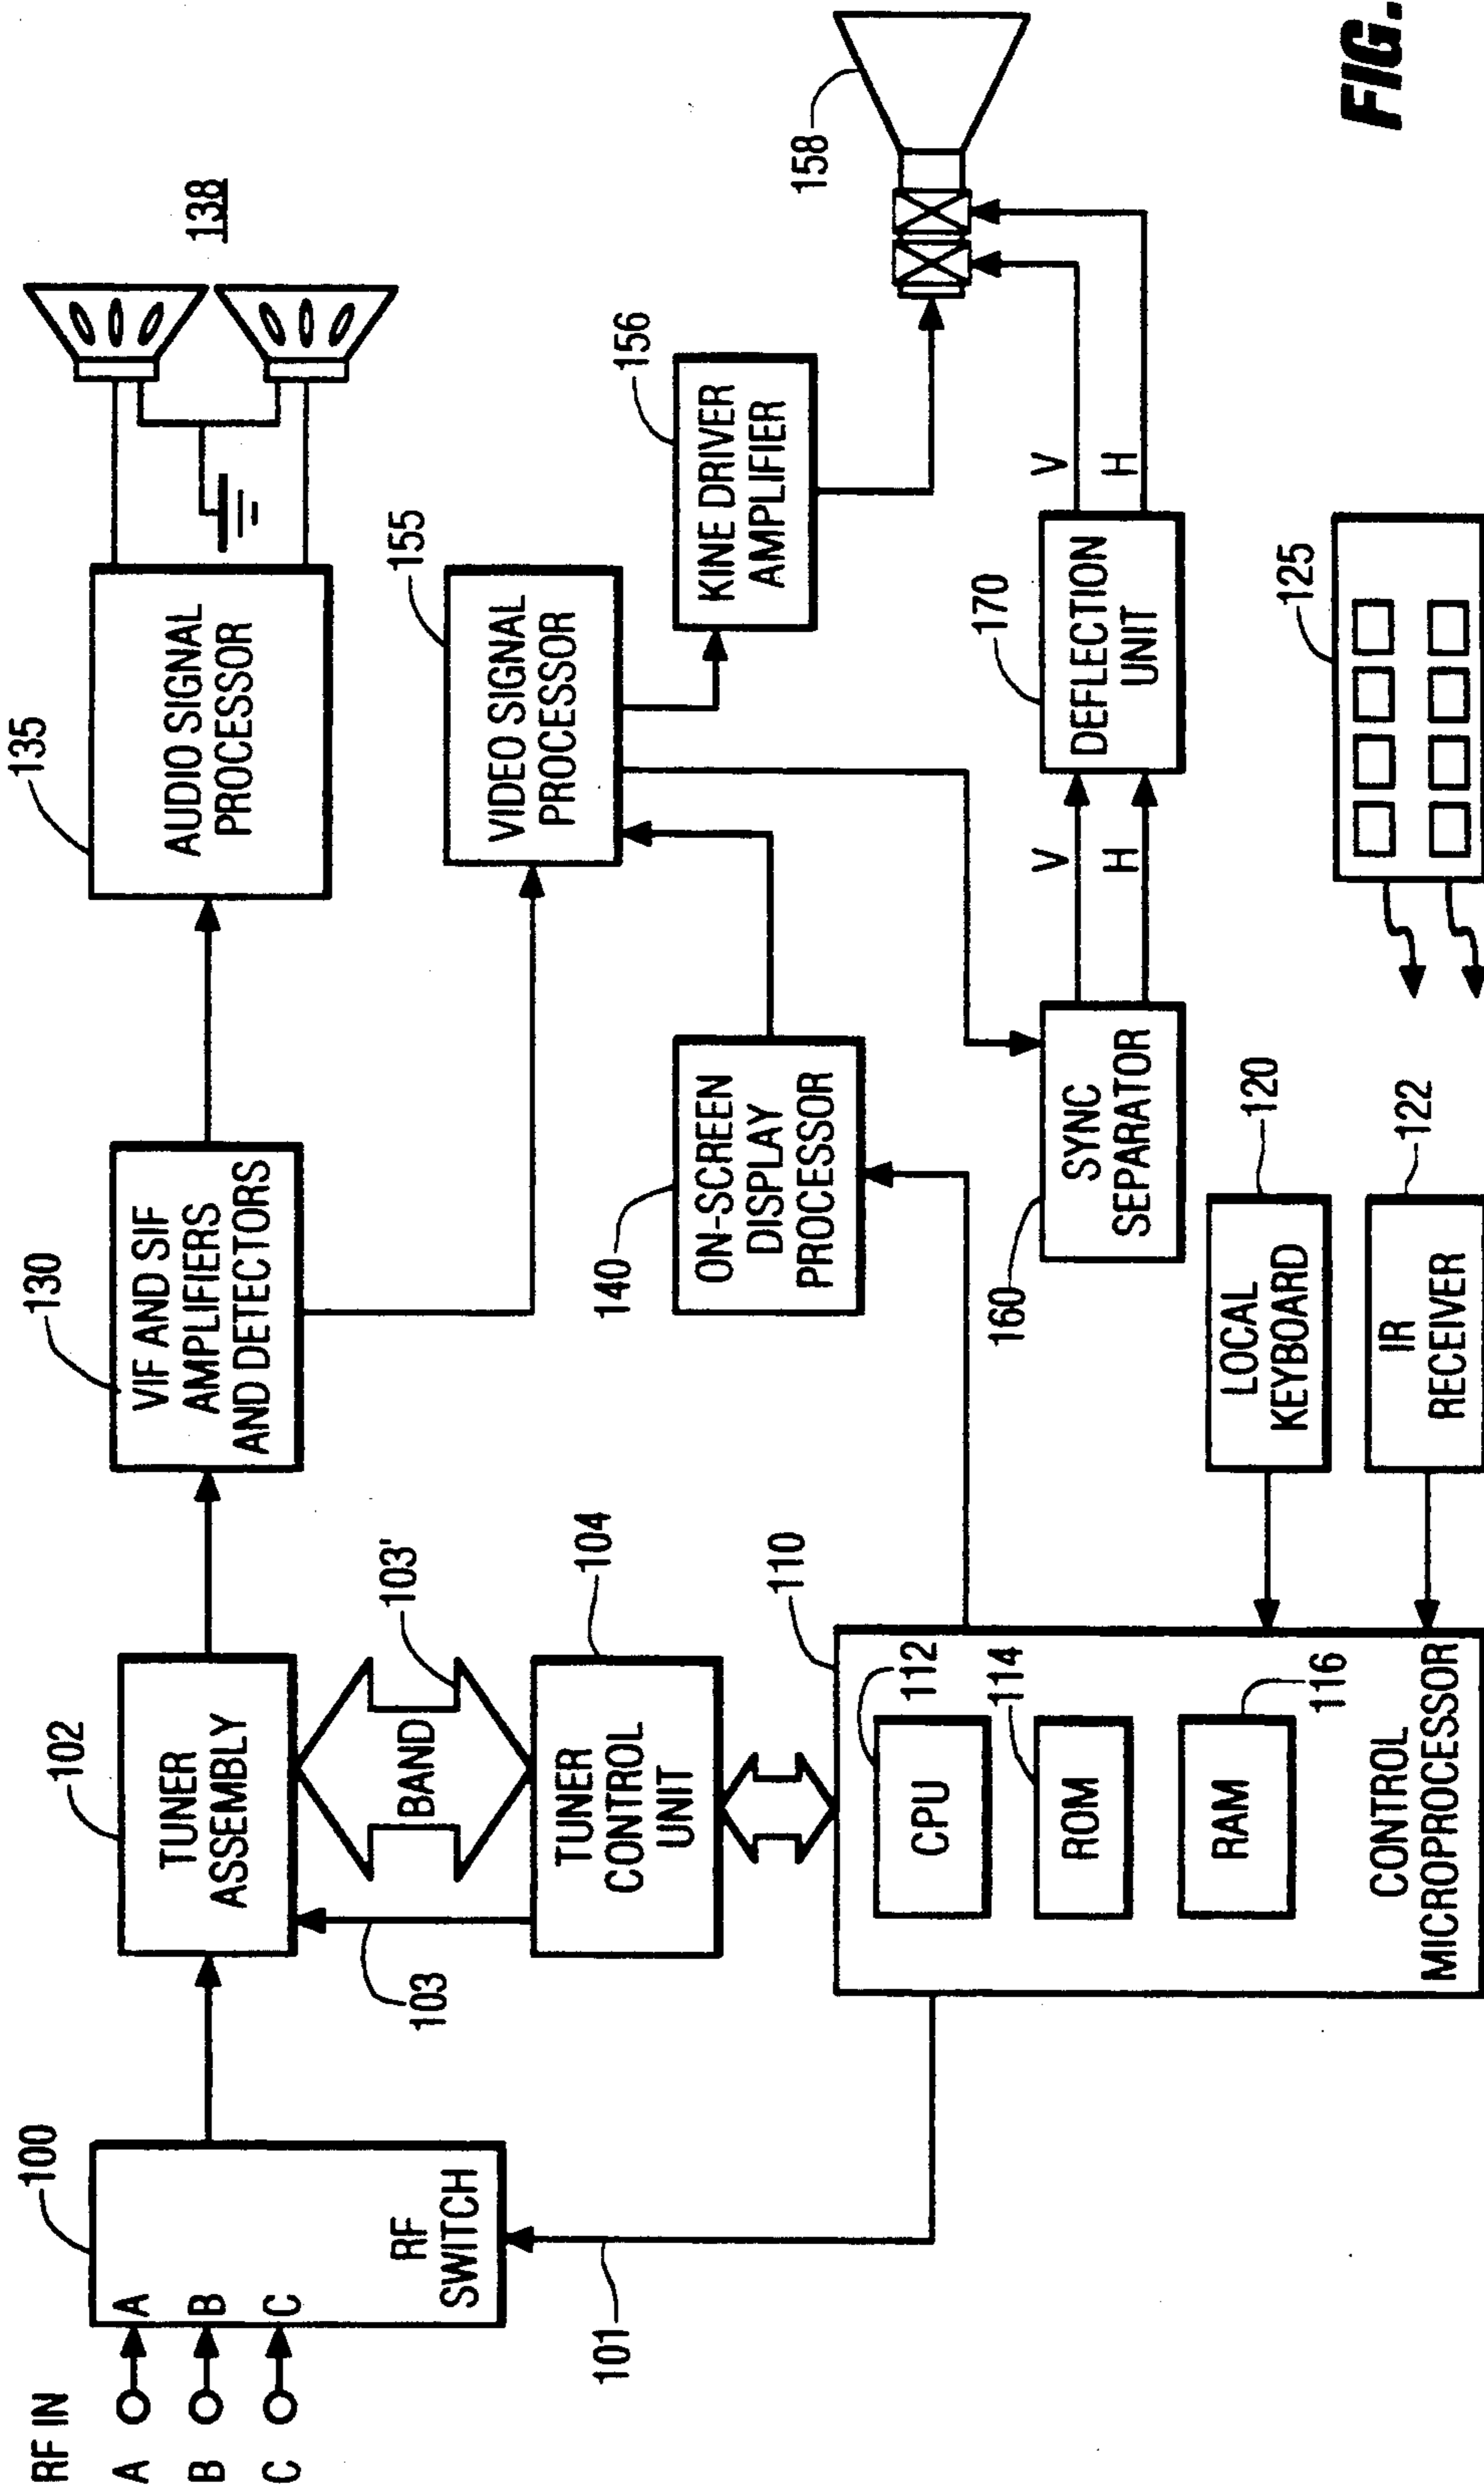 RF IN
A
B
C
A
B
C
RF
SWITCH
100
101
102
TUNER
ASSEMBLY
103
BAND
103'
104
TUNER
CONTROL
UNIT
110
CPU
112
ROM
114
RAM
116
CONTROL
MICROPROCESSOR
130
VIF AND SIF
AMPLIFIERS
AND DETECTORS
135
AUDIO SIGNAL
PROCESSOR
138
155
VIDEO SIGNAL
PROCESSOR
140
ON-SCREEN
DISPLAY
PROCESSOR
156
KINE DRIVER
AMPLIFIER
158
160
SYNC
SEPARATOR
V
H
170
DEFLECTION
UNIT
V
H
120
LOCAL
KEYBOARD
122
IR
RECEIVER
125
FIG.